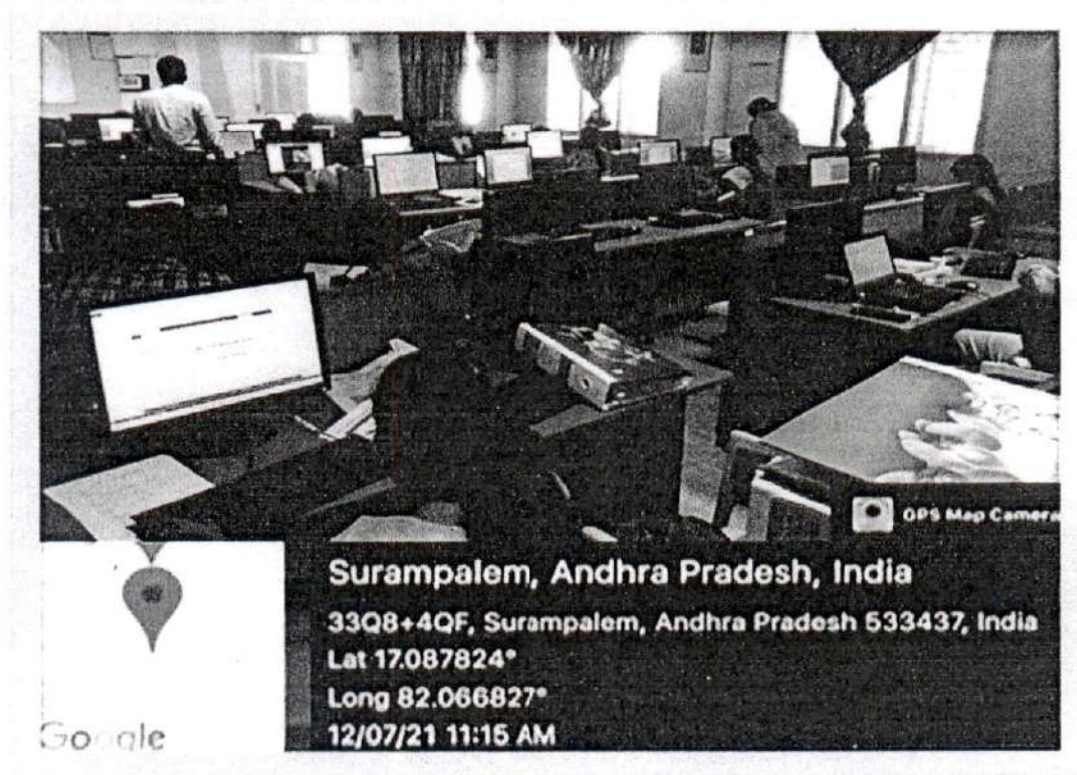 GPS Map Camera
Surampalem, Andhra Pradesh, India
33Q8+4QF, Surampalem, Andhra Pradesh 533437, India
Lat 17.087824°
Long 82.066827°
12/07/21 11:15 AM
Google